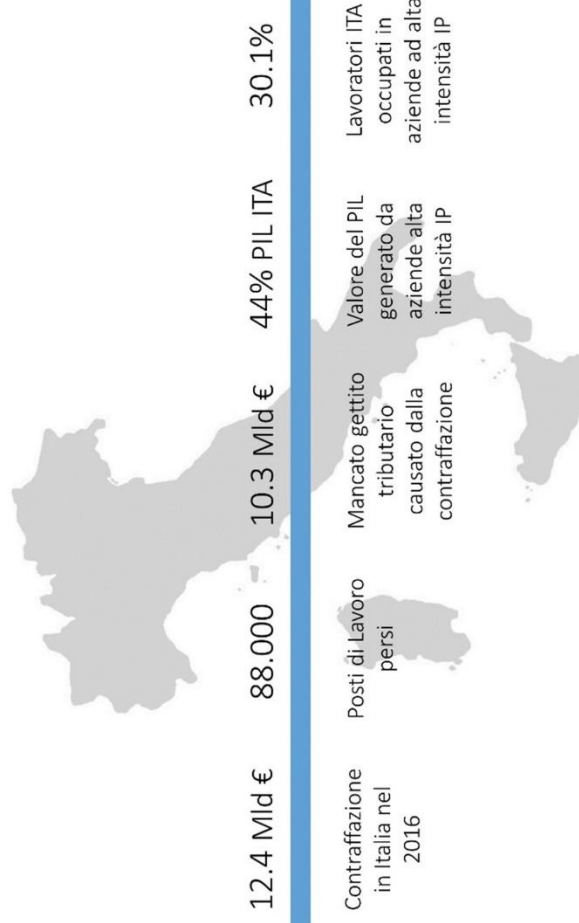 12.4 Mld €
88.000
10.3 Mld €
44% PIL ITA
30.1%
Contraffazione
in Italia nel
2016
Posti di Lavoro
persi
Mancato gettito
tributario
causato dalla
contraffazione
Valore del PIL
generato da
aziende alta
intensità IP
Lavoratori ITA
occupati in
aziende ad alta
intensità IP